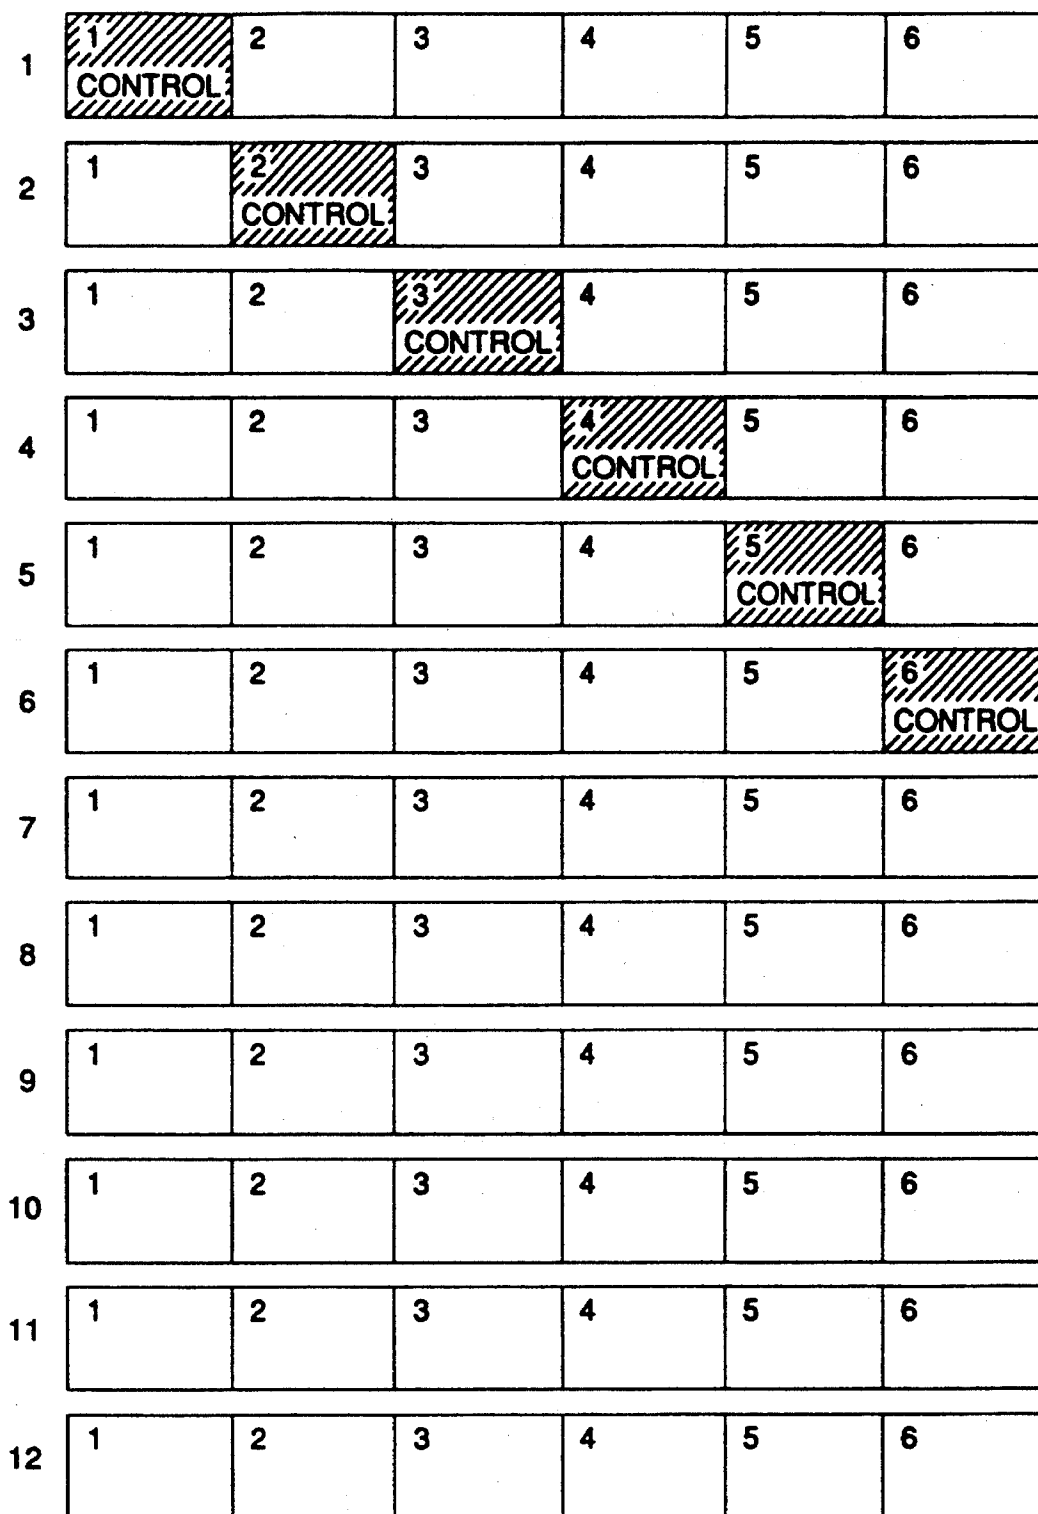 1 2 3 4 5 6
1 CONTROL
1 2 3 4 5 6
2 CONTROL
1 2 3 4 5 6
3 CONTROL
1 2 3 4 5 6
4 CONTROL
1 2 3 4 5 6
5 CONTROL
1 2 3 4 5 6
6 CONTROL
1 2 3 4 5 6
7
1 2 3 4 5 6
8
1 2 3 4 5 6
9
1 2 3 4 5 6
10
1 2 3 4 5 6
11
1 2 3 4 5 6
12